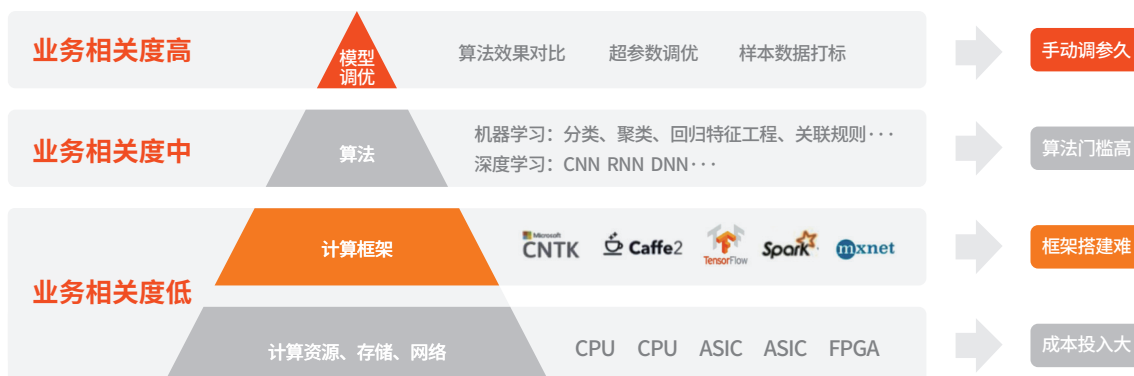 业务相关度高
模型
调优
算法效果对比 超参数调优 样本数据打标
手动调参久
业务相关度中
算法
机器学习：分类、聚类、回归特征工程、关联规则···
深度学习：CNN RNN DNN···
算法门槛高
业务相关度低
计算框架
Microsoft
CNTK
Caffe2
TensorFlow
Spark
mxnet
框架搭建难
计算资源、存储、网络
CPU CPU ASIC ASIC FPGA
成本投入大